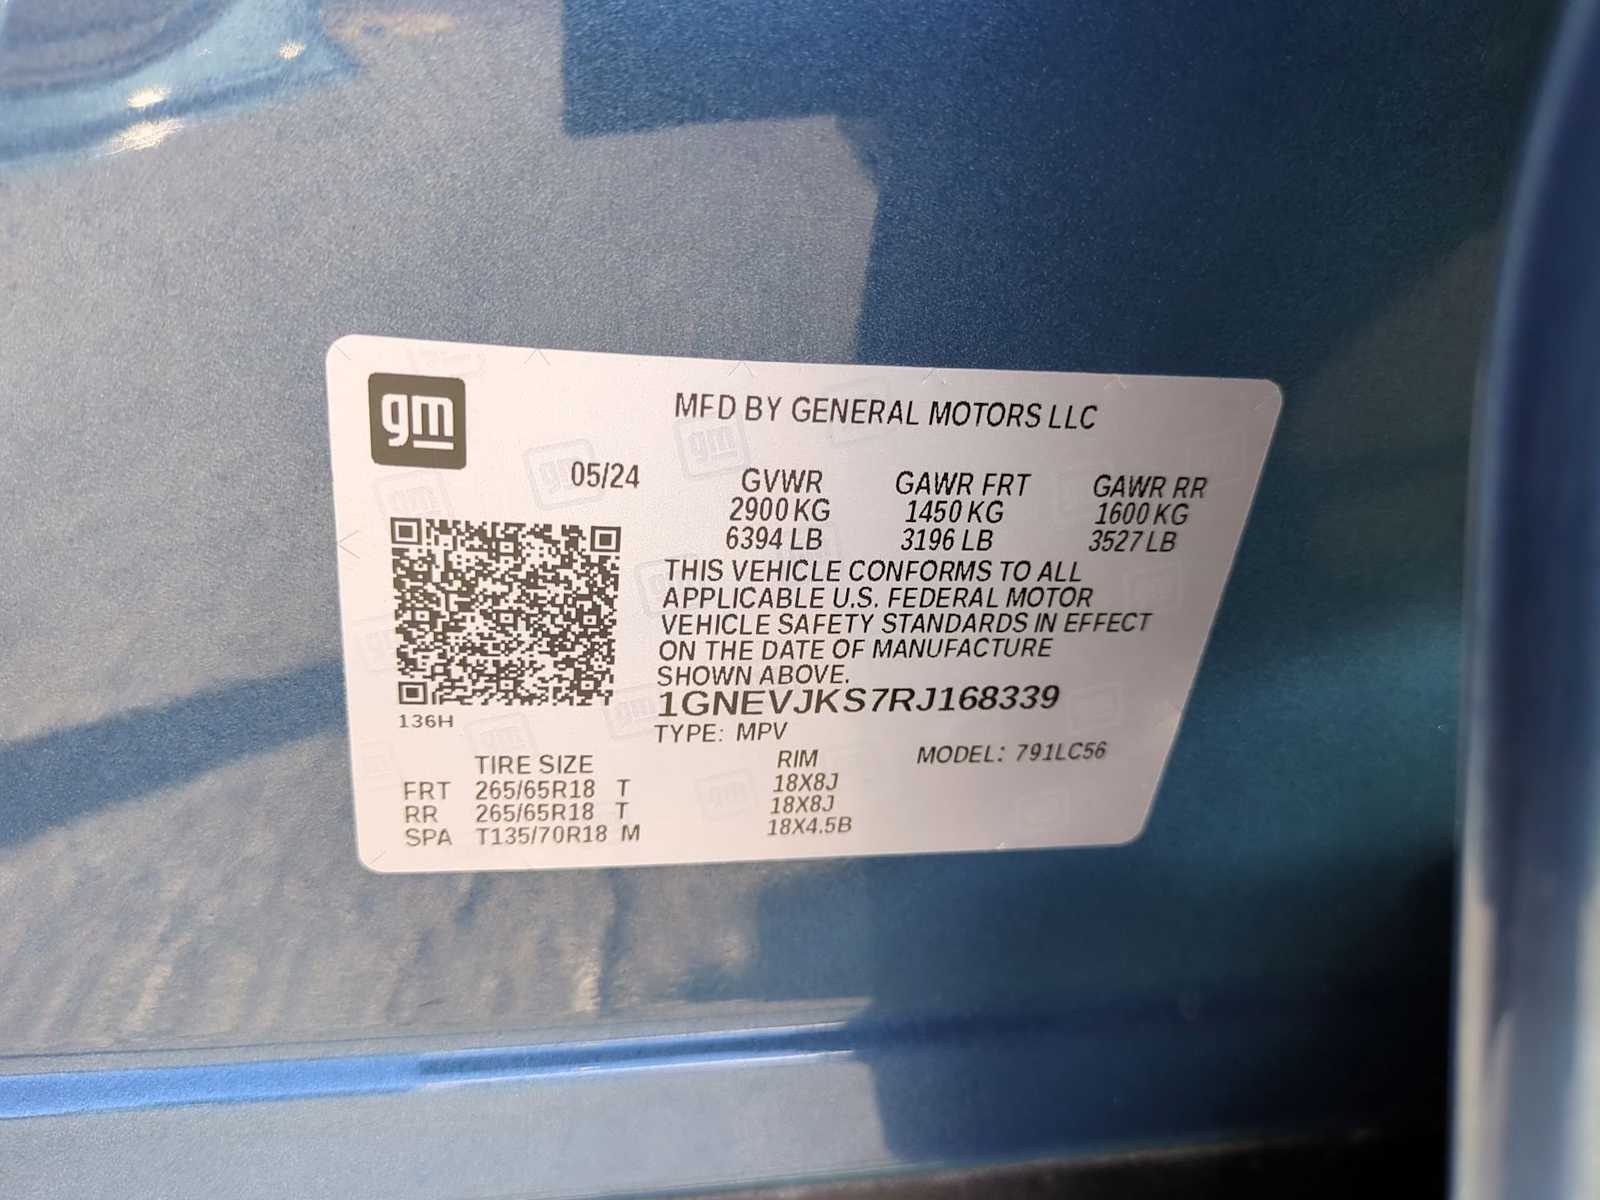 gm
MFD BY GENERAL MOTORS LLC
05/24
GVWR GAWR FRT GAWR RR
2900 KG 1450 KG 1600 KG
6394 LB 3196 LB 3527 LB
THIS VEHICLE CONFORMS TO ALL
APPLICABLE U.S. FEDERAL MOTOR
VEHICLE SAFETY STANDARDS IN EFFECT
ON THE DATE OF MANUFACTURE
SHOWN ABOVE.
1GNEVJKS7RJ168339
136H
TYPE: MPV
MODEL: 791LC56
TIRE SIZE RIM
FRT 265/65R18 T 18X8J
RR 265/65R18 T 18X8J
SPA T135/70R18 M 18X4.5B